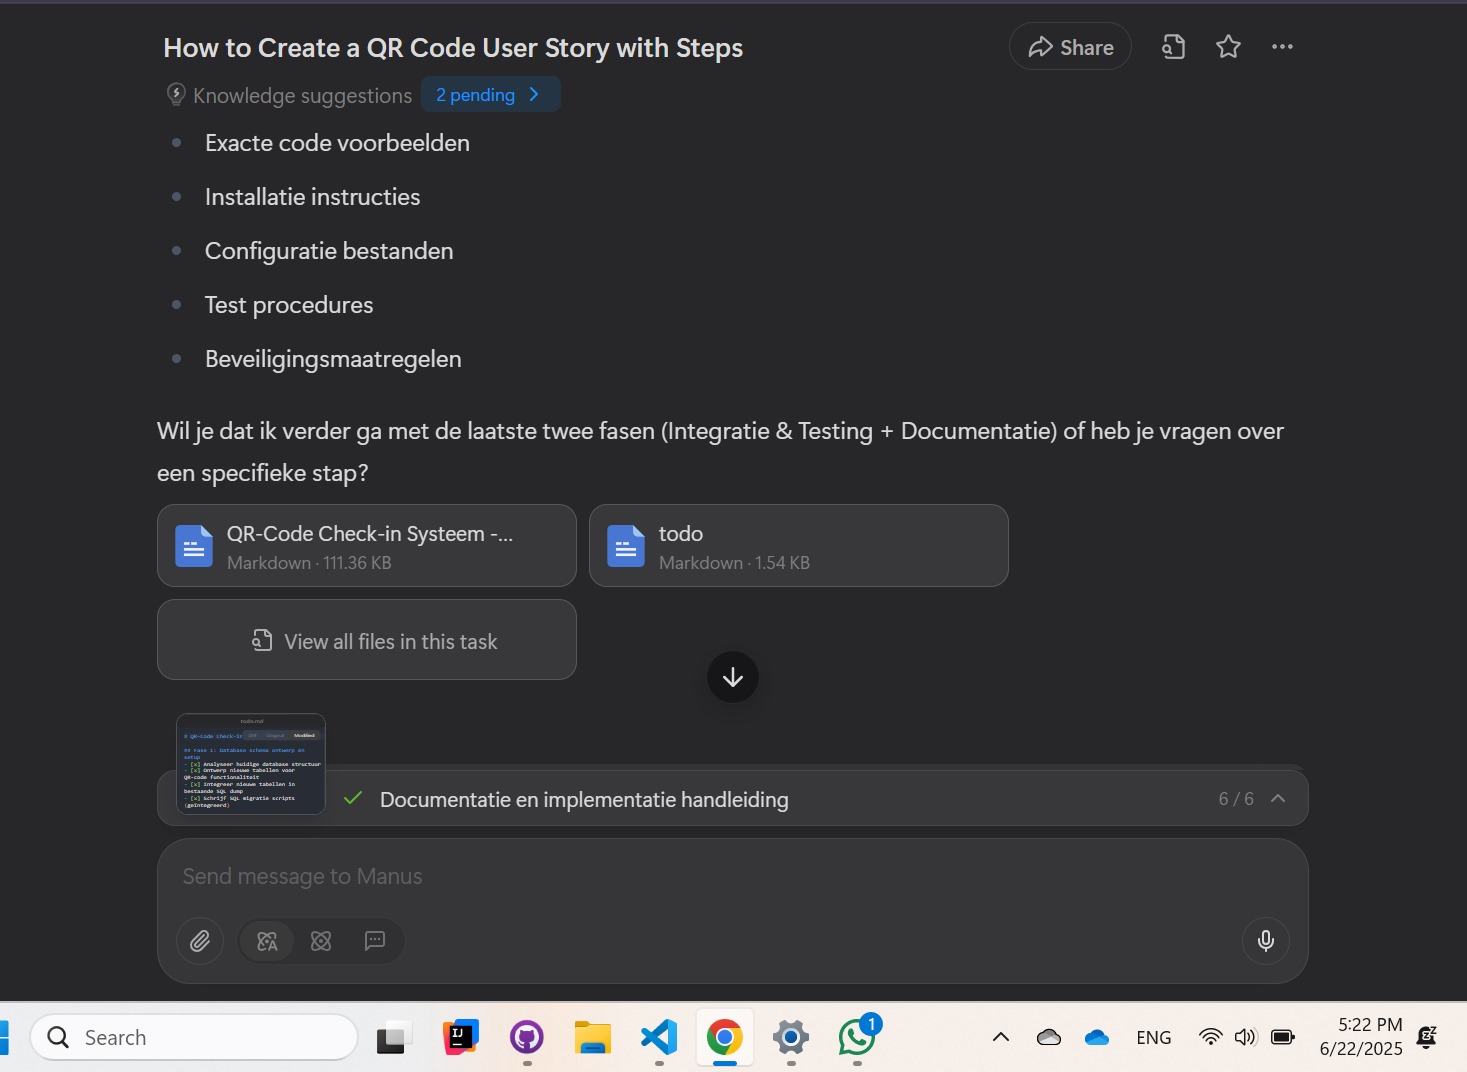 How to Create a QR Code User Story with Steps
Share
Knowledge suggestions
2 pending
Exacte code voorbeelden
Installatie instructies
Configuratie bestanden
Test procedures
Beveiligingsmaatregelen
Wil je dat ik verder ga met de laatste twee fasen (Integratie & Testing + Documentatie) of heb je vragen over
een specifieke stap?
QR-Code Check-in Systeem -...
Markdown · 111.36 KB
todo
Markdown · 1.54 KB
View all files in this task
todo.md
# QR-Code Check-in
Diff Original Modified
## Fase 1: Database schema ontwerp en
setup
- [x] Analyseer huidige database structuur
- [x] Ontwerp nieuwe tabellen voor
QR-code functionaliteit
- [x] Integreer nieuwe tabellen in
bestaande SQL dump
- [x] Schrijf SQL migratie scripts
(geïntegreerd)
Documentatie en implementatie handleiding
6 / 6
Send message to Manus
Search
IJ
1
ENG
5:22 PM
6/22/2025